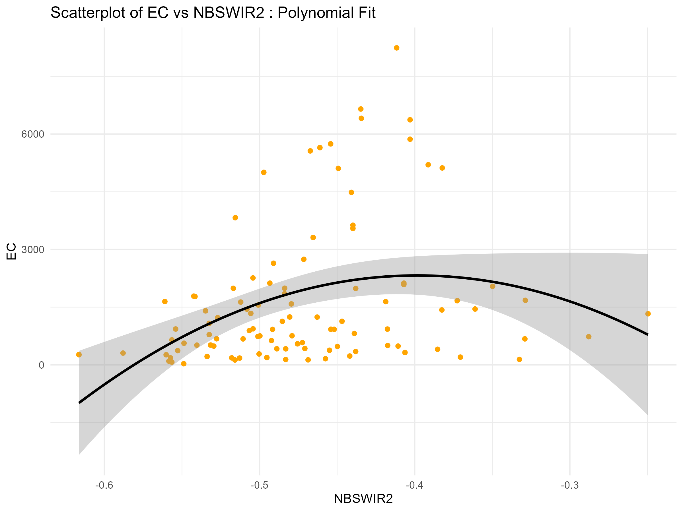 Scatterplot of EC vs NBSWIR2 : Polynomial Fit
6000
3000
0
EC
-0.6
-0.5
-0.4
-0.3
NBSWIR2